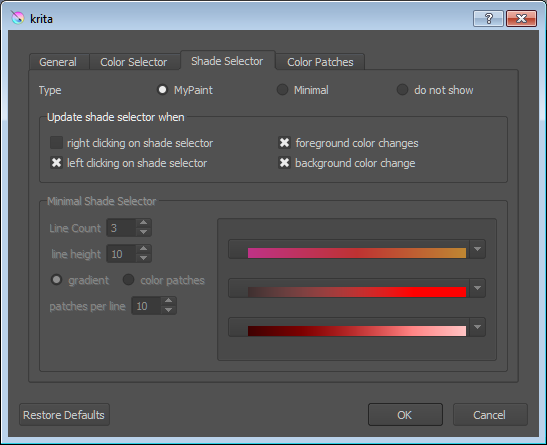 krita
General Color Selector Shade Selector Color Patches
Type MyPaint Minimal do not show
Update shade selector when
right clicking on shade selector foreground color changes
left clicking on shade selector background color change
Minimal Shade Selector
Line Count 3
line height 10
gradient color patches
patches per line 10
Restore Defaults OK Cancel